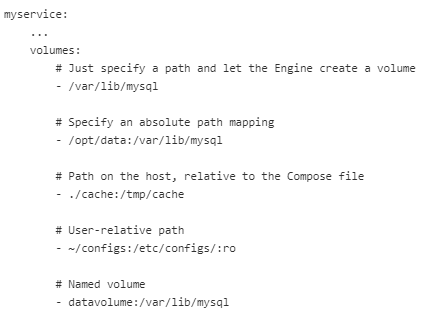 myservice:
...
volumes:
# Just specify a path and let the Engine create a volume
- /var/lib/mysql
# Specify an absolute path mapping
- /opt/data:/var/lib/mysql
# Path on the host, relative to the Compose file
- ./cache:/tmp/cache
# User-relative path
- ~/configs:/etc/configs/:ro
# Named volume
- datavolume:/var/lib/mysql